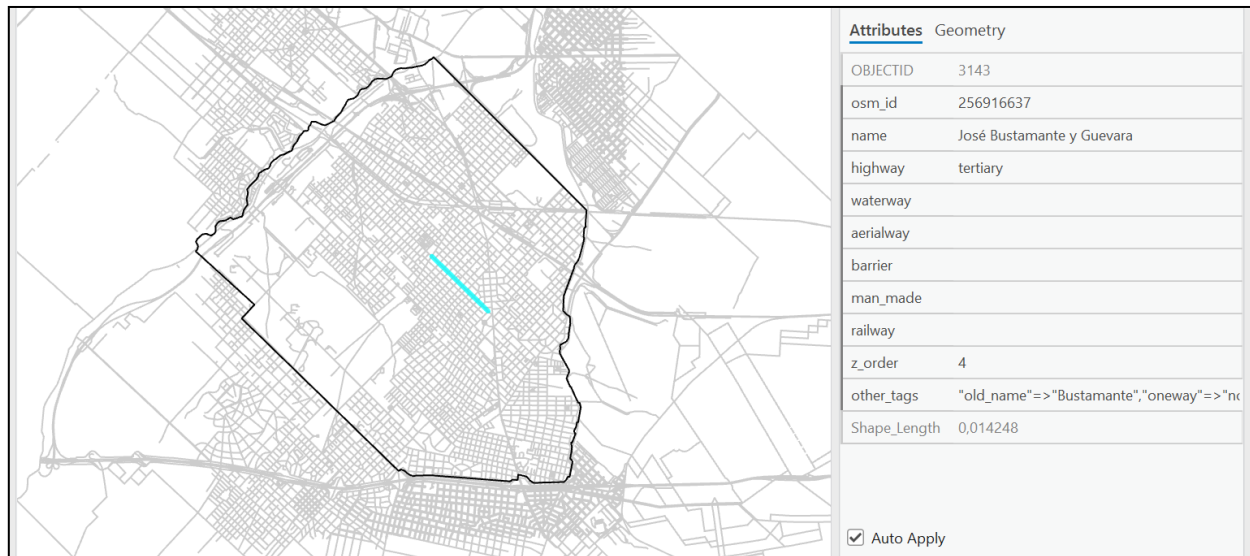 Attributes Geometry
OBJECTID 3143
osm_id 256916637
name José Bustamante y Guevara
highway tertiary
waterway
aerialway
barrier
man_made
railway
z_order 4
other_tags "old_name"=>"Bustamante","oneway"=>"no
Shape_Length 0,014248
Auto Apply